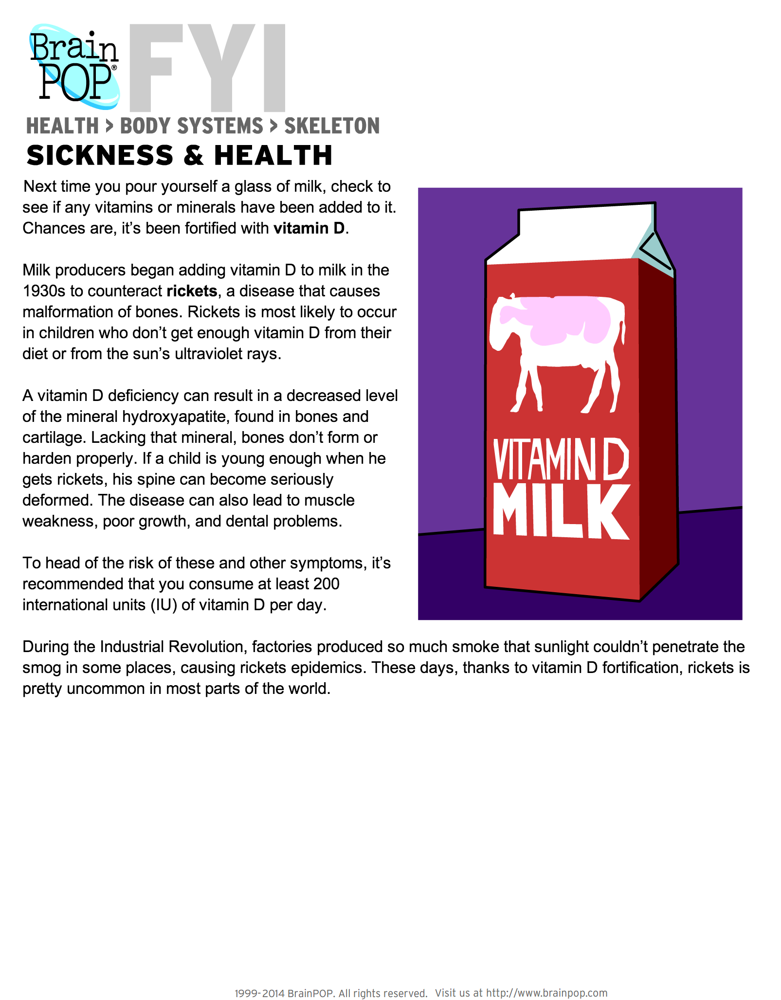 Brain
POP®
FYI
HEALTH > BODY SYSTEMS > SKELETON
SICKNESS & HEALTH
Next time you pour yourself a glass of milk, check to
see if any vitamins or minerals have been added to it.
Chances are, it’s been fortified with vitamin D.
Milk producers began adding vitamin D to milk in the
1930s to counteract rickets, a disease that causes
malformation of bones. Rickets is most likely to occur
in children who don’t get enough vitamin D from their
diet or from the sun’s ultraviolet rays.
A vitamin D deficiency can result in a decreased level
of the mineral hydroxyapatite, found in bones and
cartilage. Lacking that mineral, bones don’t form or
harden properly. If a child is young enough when he
gets rickets, his spine can become seriously
deformed. The disease can also lead to muscle
weakness, poor growth, and dental problems.
To head of the risk of these and other symptoms, it’s
recommended that you consume at least 200
international units (IU) of vitamin D per day.
VITAMIN D
MILK
During the Industrial Revolution, factories produced so much smoke that sunlight couldn’t penetrate the
smog in some places, causing rickets epidemics. These days, thanks to vitamin D fortification, rickets is
pretty uncommon in most parts of the world.
1999-2014 BrainPOP. All rights reserved. Visit us at http://www.brainpop.com